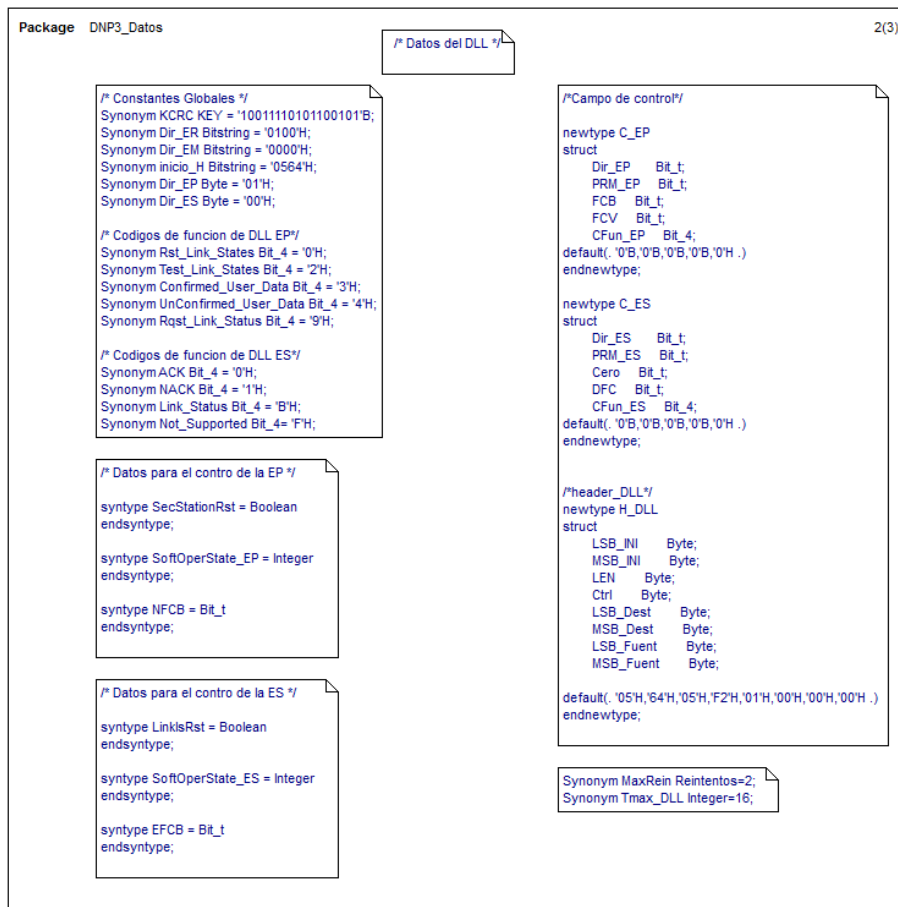 Package DNP3_Datos 2(3)
/* Datos del DLL */
/* Constantes Globales */
Synonym KCRC KEY = '10011110101100101'B;
Synonym Dir_ER Bitstring = '0100'H;
Synonym Dir_EM Bitstring = '0000'H;
Synonym inicio_H Bitstring = '0564'H;
Synonym Dir_EP Byte = '01'H;
Synonym Dir_ES Byte = '00'H;
/* Codigos de funcion de DLL EP*/
Synonym Rst_Link_States Bit_4 = '0'H;
Synonym Test_Link_States Bit_4 = '2'H;
Synonym Confirmed_User_Data Bit_4 = '3'H;
Synonym UnConfirmed_User_Data Bit_4 = '4'H;
Synonym Rqst_Link_Status Bit_4 = '9'H;
/* Codigos de funcion de DLL ES*/
Synonym ACK Bit_4 = '0'H;
Synonym NACK Bit_4 = '1'H;
Synonym Link_Status Bit_4 = 'B'H;
Synonym Not_Supported Bit_4= 'F'H;
/* Datos para el contro de la EP */
syntype SecStationRst = Boolean
endsyntype;
syntype SoftOperState_EP = Integer
endsyntype;
syntype NFCB = Bit_t
endsyntype;
/* Datos para el contro de la ES */
syntype LinkIsRst = Boolean
endsyntype;
syntype SoftOperState_ES = Integer
endsyntype;
syntype EFCB = Bit_t
endsyntype;
/*Campo de control*/
newtype C_EP
struct
Dir_EP Bit_t;
PRM_EP Bit_t;
FCB Bit_t;
FCV Bit_t;
CFun_EP Bit_4;
default(. '0'B,'0'B,'0'B,'0'B,'0'H .)
endnewtype;
newtype C_ES
struct
Dir_ES Bit_t;
PRM_ES Bit_t;
Cero Bit_t;
DFC Bit_t;
CFun_ES Bit_4;
default(. '0'B,'0'B,'0'B,'0'B,'0'H .)
endnewtype;
/*header_DLL*/
newtype H_DLL
struct
LSB_INI Byte;
MSB_INI Byte;
LEN Byte;
Ctrl Byte;
LSB_Dest Byte;
MSB_Dest Byte;
LSB_Fuent Byte;
MSB_Fuent Byte;
default(. '05'H,'64'H,'05'H,'F2'H,'01'H,'00'H,'00'H,'00'H .)
endnewtype;
Synonym MaxRein Reintentos=2;
Synonym Tmax_DLL Integer=16;